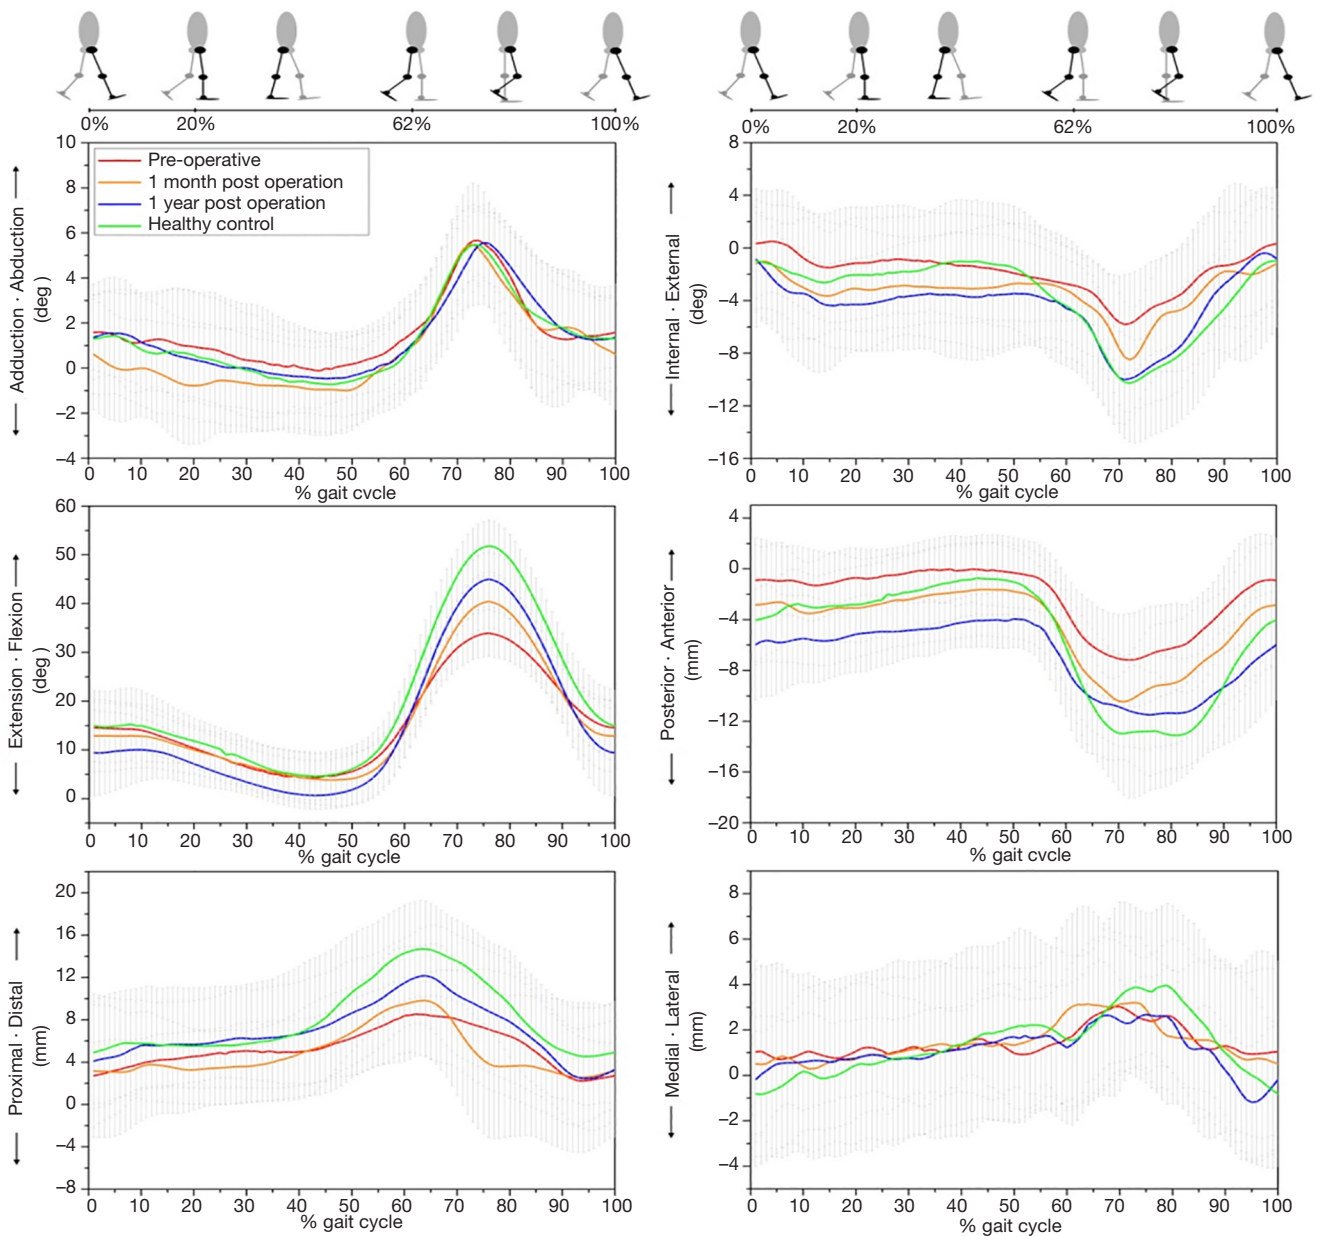 0% 20% 62% 100%
0% 20% 62% 100%
Adduction · Abduction
(deg)
10
8
6
4
2
0
−2
−4
Pre-operative
1 month post operation
1 year post operation
Healthy control
0 10 20 30 40 50 60 70 80 90 100
% gait cycle
Internal · External
(deg)
8
4
0
−4
−8
−12
−16
0 10 20 30 40 50 60 70 80 90 100
% gait cycle
Extension · Flexion
(deg )
60
50
40
30
20
10
0
0 10 20 30 40 50 60 70 80 90 100
% gait cycle
Posterior · Anterior
(mm)
4
0
−4
−8
−12
−16
−20
0 10 20 30 40 50 60 70 80 90 100
% gait cvcle
Proximal · Distal
(mm)
20
16
12
8
4
0
−4
−8
0 10 20 30 40 50 60 70 80 90 100
% gait cycle
Medial · Lateral
(mm)
8
6
4
2
0
−2
−4
0 10 20 30 40 50 60 70 80 90 100
% gait cycle